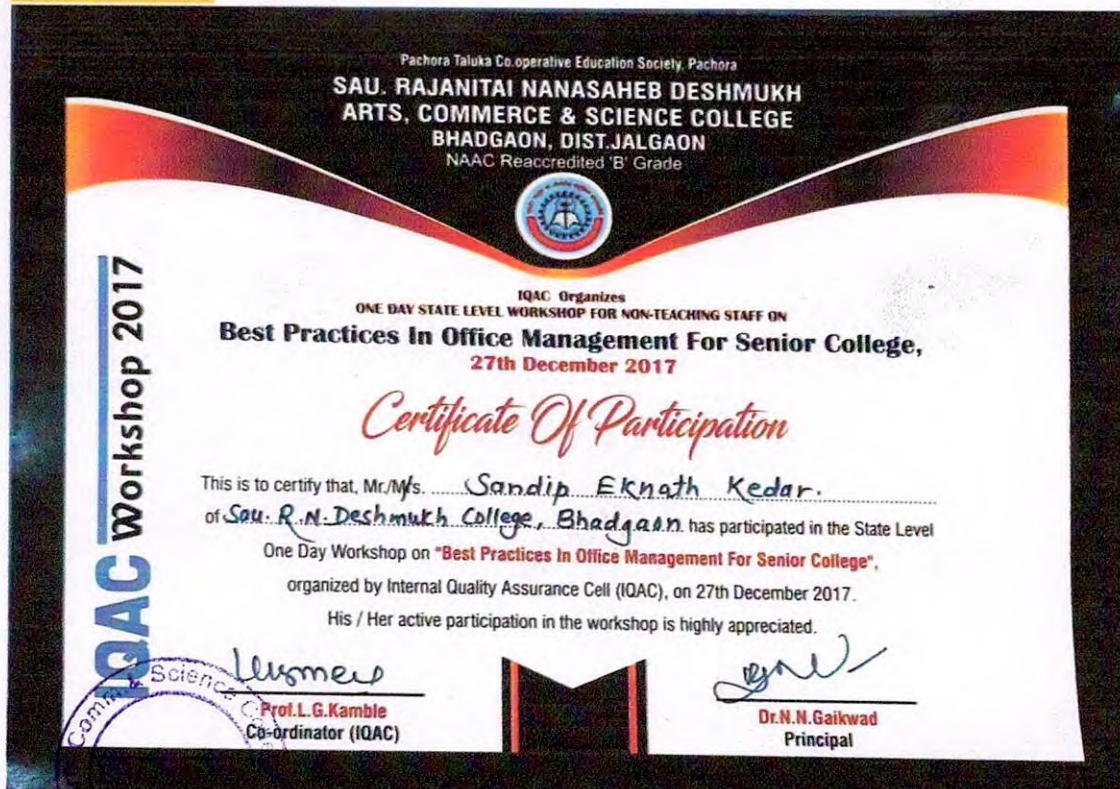 Pachora Taluka Co.operative Education Society, Pachora
SAU. RAJANITAI NANASAHEB DESHMUKH
ARTS, COMMERCE & SCIENCE COLLEGE
BHADGAON, DIST.JALGAON
NAAC Reaccredited 'B' Grade
IQAC Organizes
ONE DAY STATE LEVEL WORKSHOP FOR NON-TEACHING STAFF ON
Best Practices In Office Management For Senior College,
27th December 2017
Certificate Of Participation
This is to certify that, Mr./M/s. Sandip Eknath Kedar.
of Sau. R.N. Deshmukh College, Bhadgaon has participated in the State Level
One Day Workshop on "Best Practices In Office Management For Senior College",
organized by Internal Quality Assurance Cell (IQAC), on 27th December 2017.
His / Her active participation in the workshop is highly appreciated.
Prof.L.G.Kamble
Co-ordinator (IQAC)
Dr.N.N.Gaikwad
Principal
IQAC Workshop 2017
Science